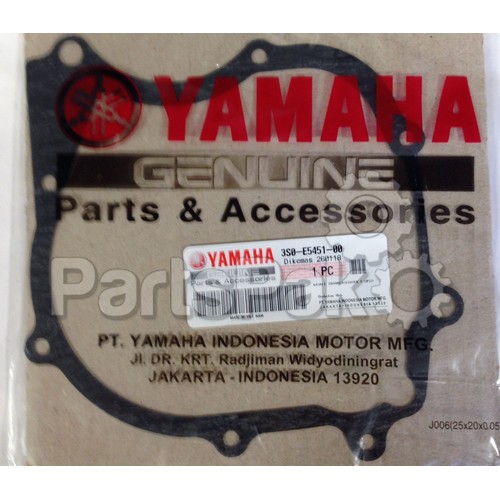 YAMAHA
GENUINE
Parts & Accessories
YAMAHA
3S0-E5451-00
Dikemas 260118
1 PC
PT. YAMAHA INDONESIA MOTOR MFG.
Jl. DR. KRT. Radjiman Widyodiningrat
JAKARTA - INDONESIA 13920
J006(25x20x0.05